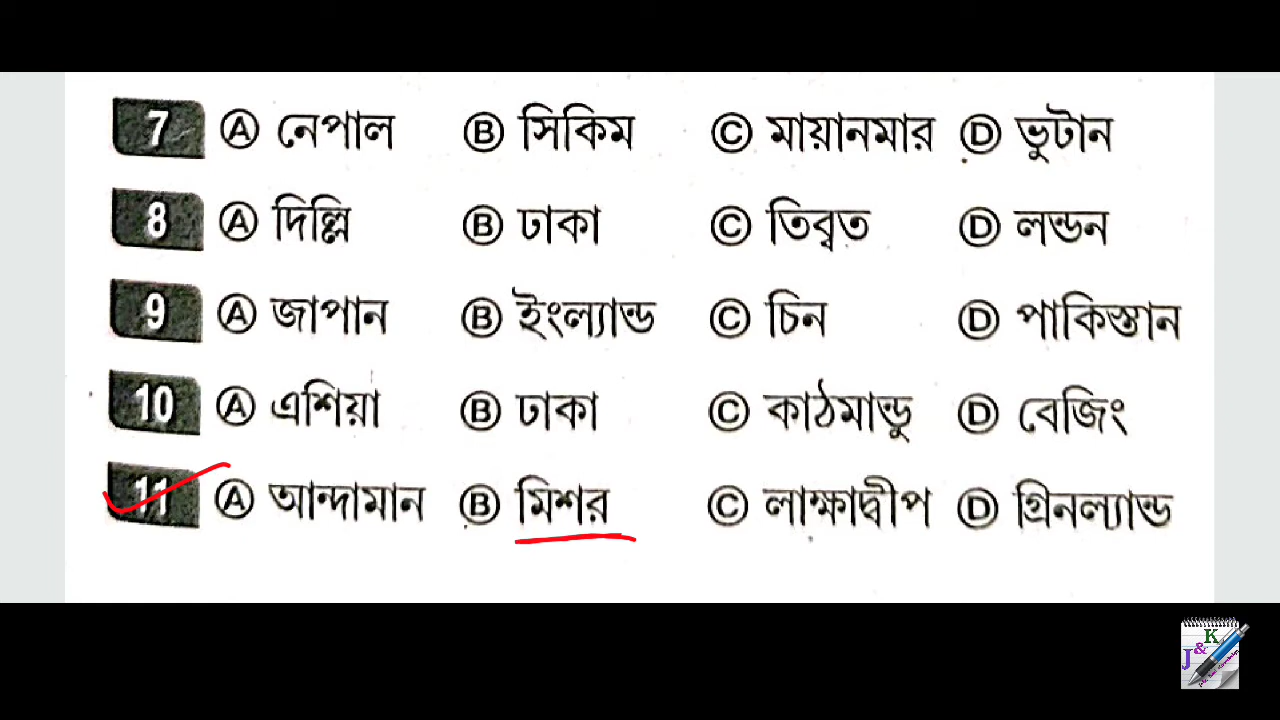 7 Ⓐ নেপাল Ⓑ সিকিম Ⓒ মায়ানমার Ⓓ ভুটান
8 Ⓐ দিল্লি Ⓑ ঢাকা Ⓒ তিব্বত Ⓓ লন্ডন
9 Ⓐ জাপান Ⓑ ইংল্যান্ড Ⓒ চিন Ⓓ পাকিস্তান
10 Ⓐ এশিয়া Ⓑ ঢাকা Ⓒ কাঠমান্ডু Ⓓ বেজিং
11 Ⓐ আন্দামান Ⓑ মিশর Ⓒ লাক্ষাদ্বীপ Ⓓ গ্রিনল্যান্ড
J&K